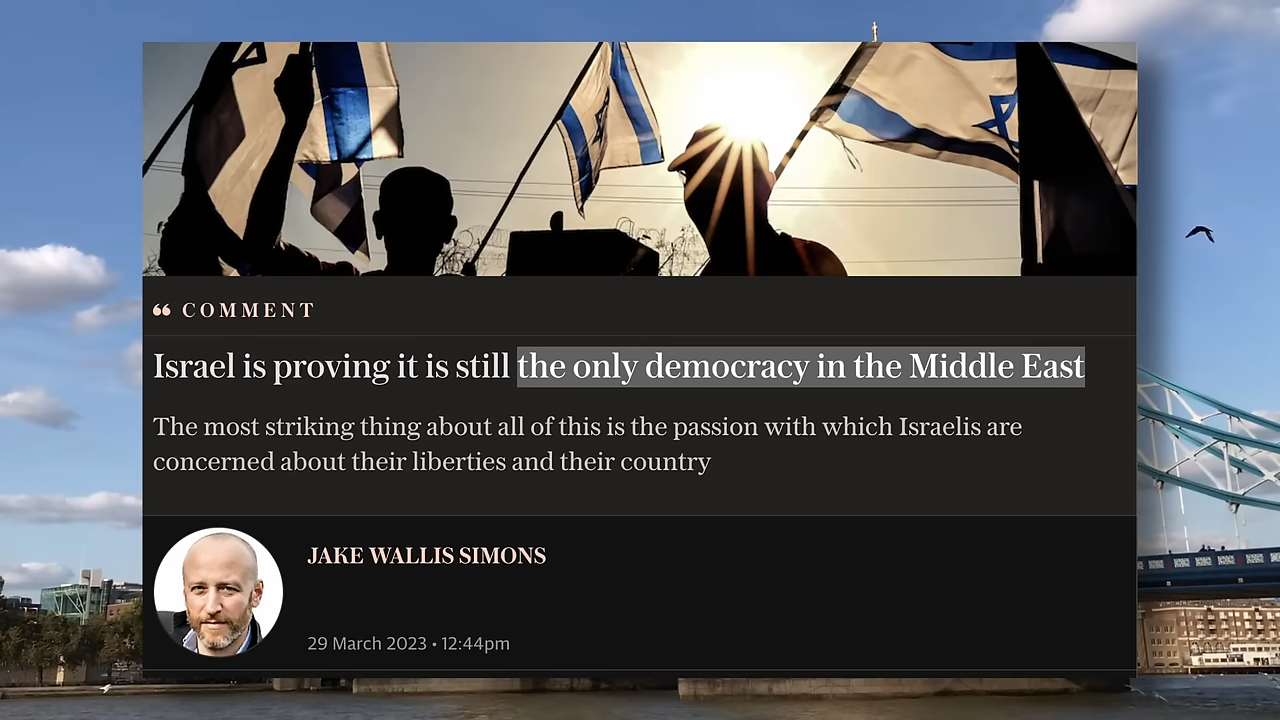 ❝ COMMENT
Israel is proving it is still the only democracy in the Middle East
The most striking thing about all of this is the passion with which Israelis are
concerned about their liberties and their country
JAKE WALLIS SIMONS
29 March 2023 • 12:44pm